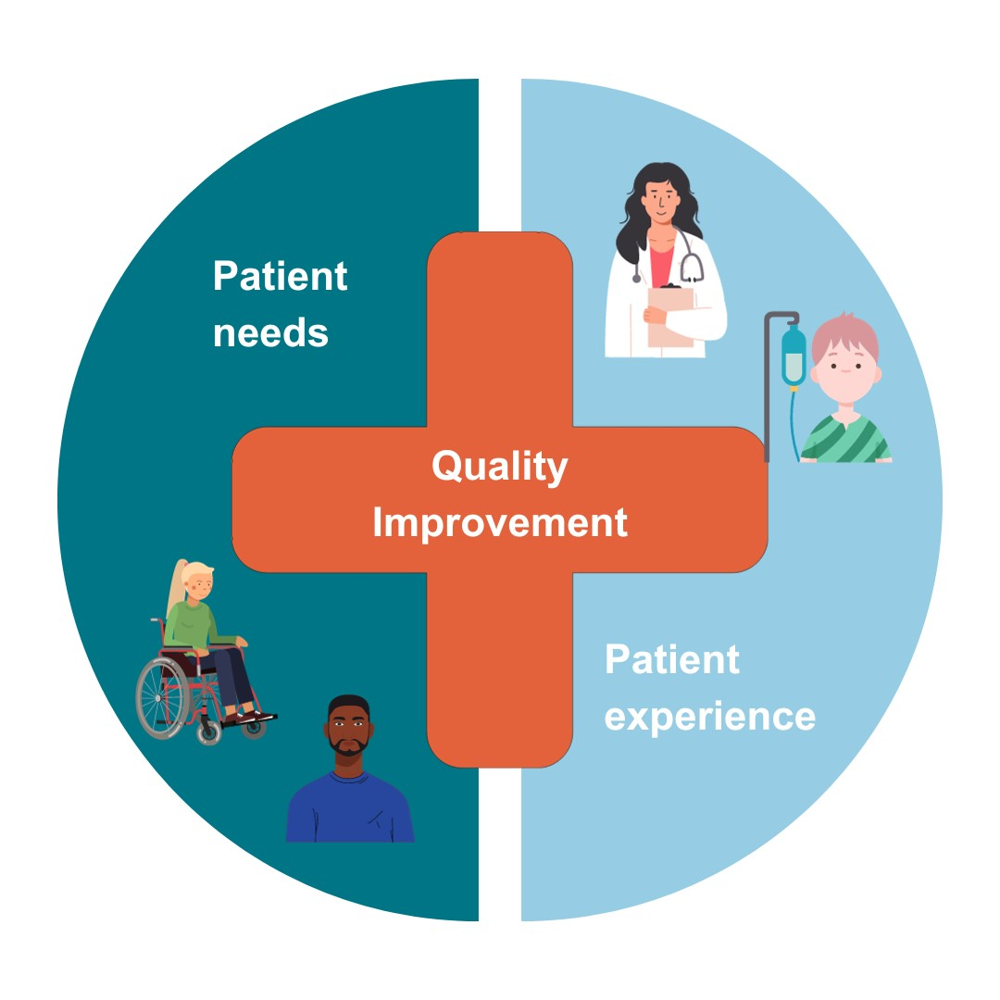 Patient
needs
Quality
Improvement
Patient
experience